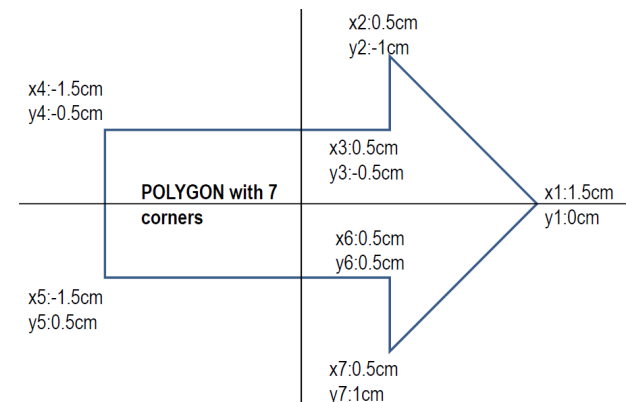 x2:0.5cm
y2:-1cm
x4:-1.5cm
y4:-0.5cm
x3:0.5cm
y3:-0.5cm
POLYGON with 7
corners
x1:1.5cm
y1:0cm
x6:0.5cm
y6:0.5cm
x5:-1.5cm
y5:0.5cm
x7:0.5cm
y7:1cm